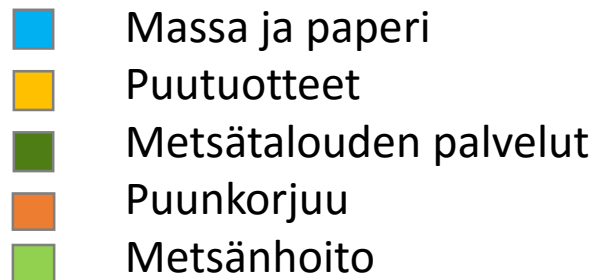 Massa ja paperi
Puutuotteet
Metsätalouden palvelut
Puunkorjuu
Metsänhoito